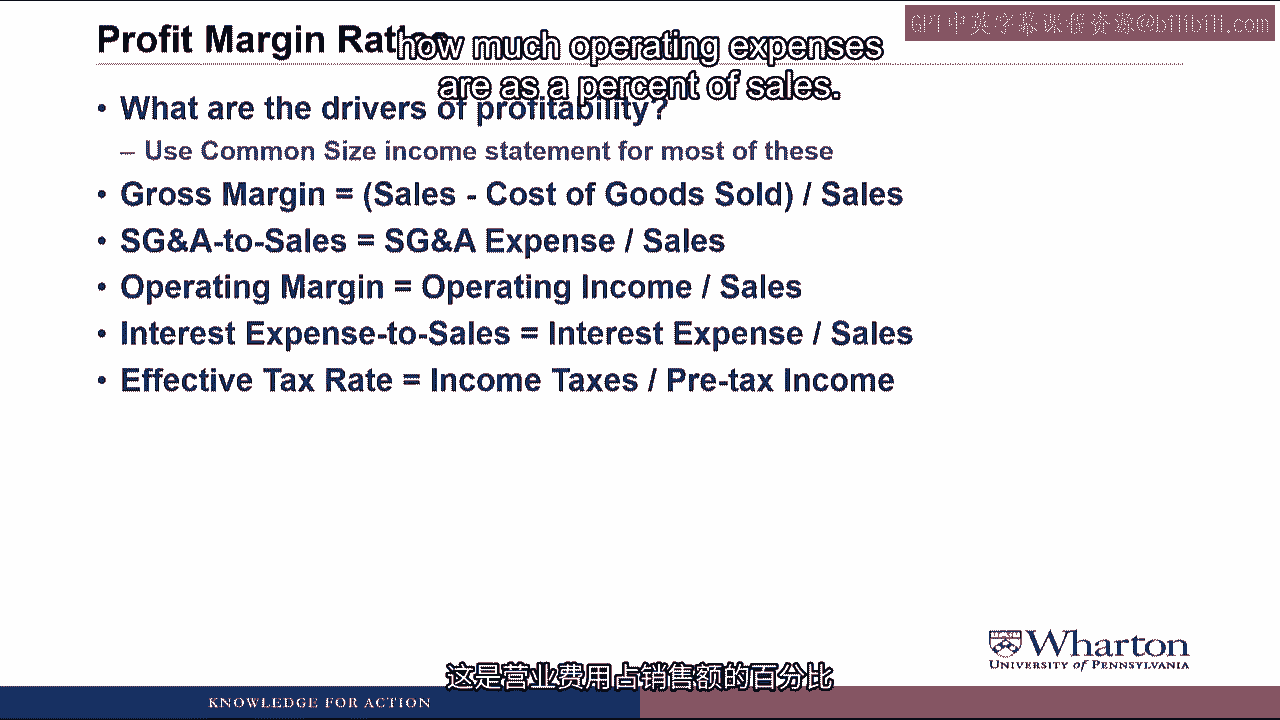 Profit Margin Ratios
how much operating expenses
are as a percent of sales.
GPT中英字幕课程资源@bilibili.com
• What are the drivers of profitability?
– Use Common Size income statement for most of these
• Gross Margin = (Sales - Cost of Goods Sold) / Sales
• SG&A-to-Sales = SG&A Expense / Sales
• Operating Margin = Operating Income / Sales
• Interest Expense-to-Sales = Interest Expense / Sales
• Effective Tax Rate = Income Taxes / Pre-tax Income
Wharton
UNIVERSITY of PENNSYLVANIA
这是营业费用占销售额的百分比
KNOWLEDGE FOR ACTION